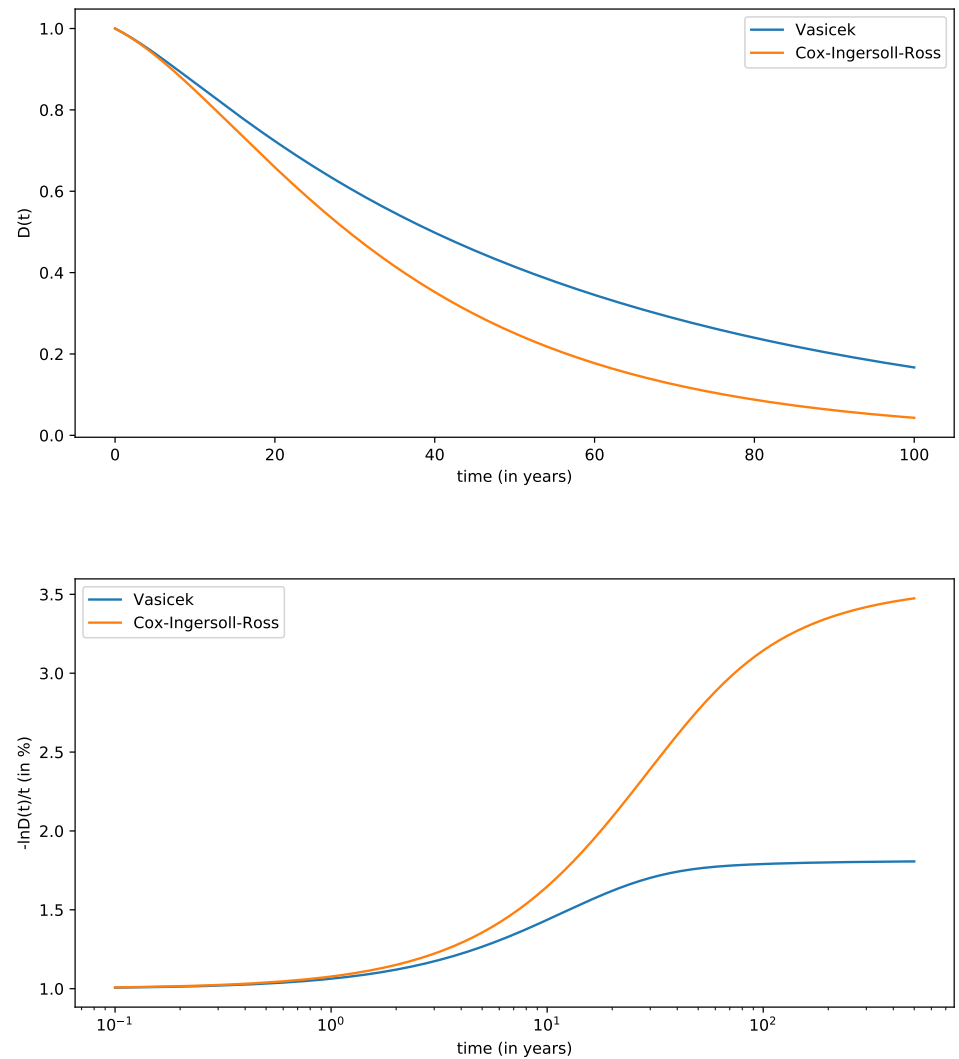 1.0
0.8
0.6
0.4
0.2
0.0
D(t)
Vasicek
Cox-Ingersoll-Ross
0 20 40 60 80 100
time (in years)
3.5
3.0
2.5
2.0
1.5
1.0
-lnD(t)/t (in %)
Vasicek
Cox-Ingersoll-Ross
10⁻¹ 10⁰ 10¹ 10²
time (in years)